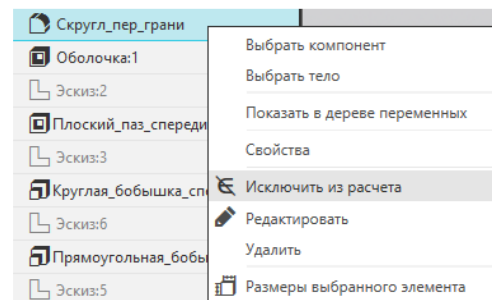 Скругл_пер_грани
Оболочка:1
Эскиз:2
Плоский_паз_спереди
Эскиз:3
Круглая_бобышка_спе
Эскиз:6
Прямоугольная_бобы
Эскиз:5
Выбрать компонент
Выбрать тело
Показать в дереве переменных
Свойства
Исключить из расчета
Редактировать
Удалить
Размеры выбранного элемента